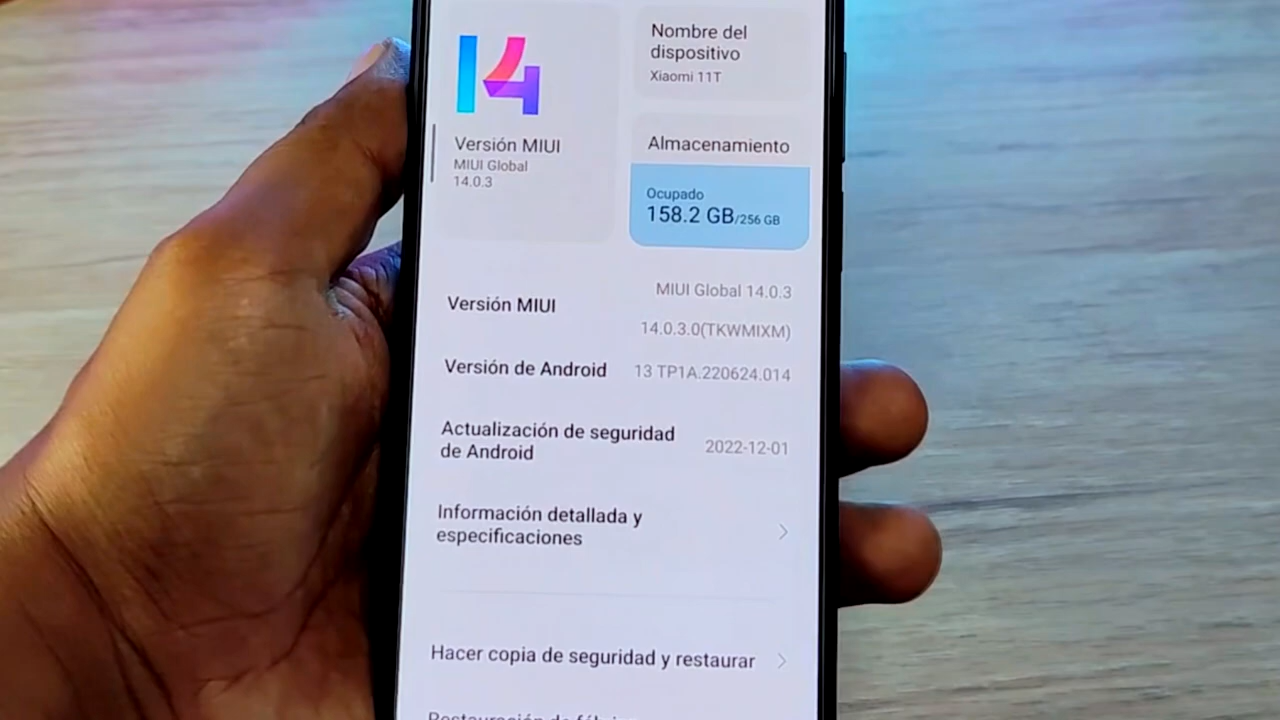 14
Versión MIUI
MIUI Global
14.0.3
Nombre del
dispositivo
Xiaomi 11T
Almacenamiento
Ocupado
158.2 GB/256 GB
Versión MIUI
MIUI Global 14.0.3
14.0.3.0(TKWMIXM)
Versión de Android
13 TP1A.220624.014
Actualización de seguridad
de Android
2022-12-01
Información detallada y
especificaciones
Hacer copia de seguridad y restaurar